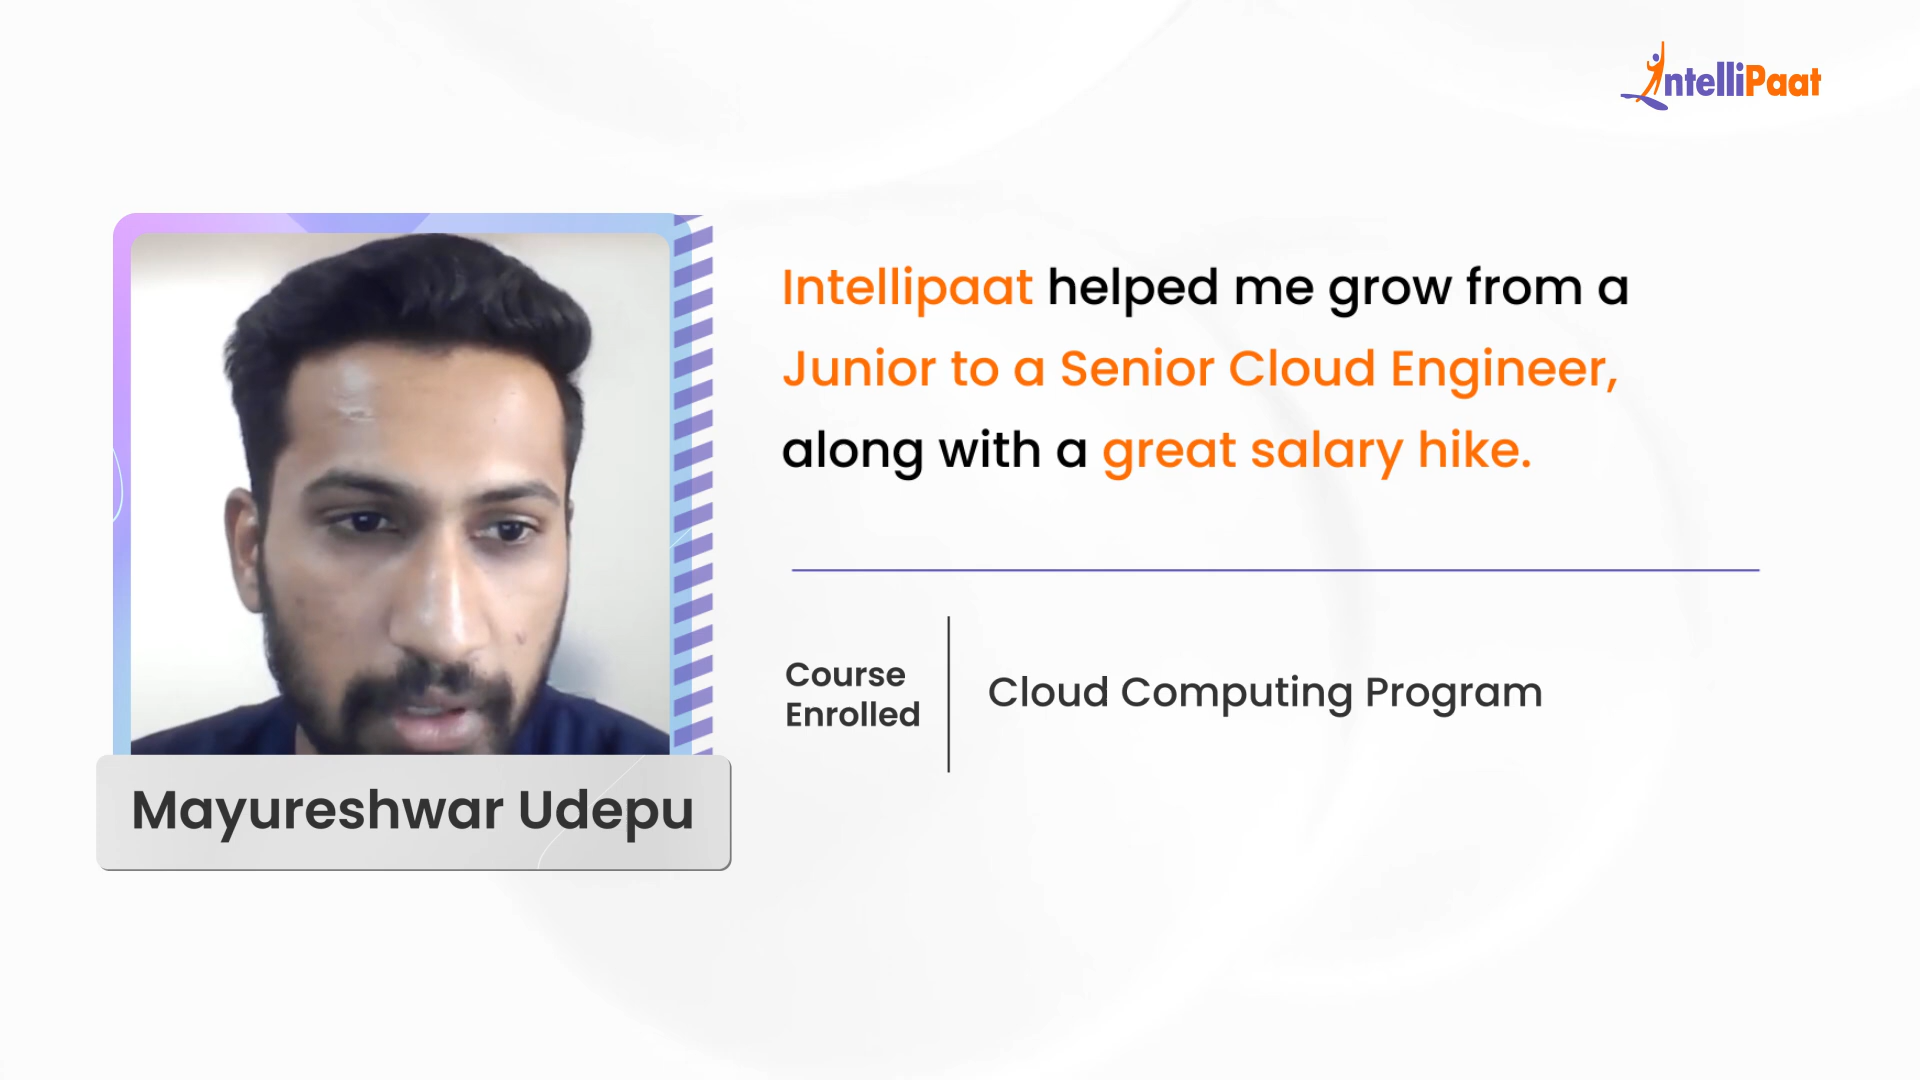 IntelliPaat
Intellipaat helped me grow from a
Junior to a Senior Cloud Engineer,
along with a great salary hike.
Course
Enrolled
Cloud Computing Program
Mayureshwar Udepu